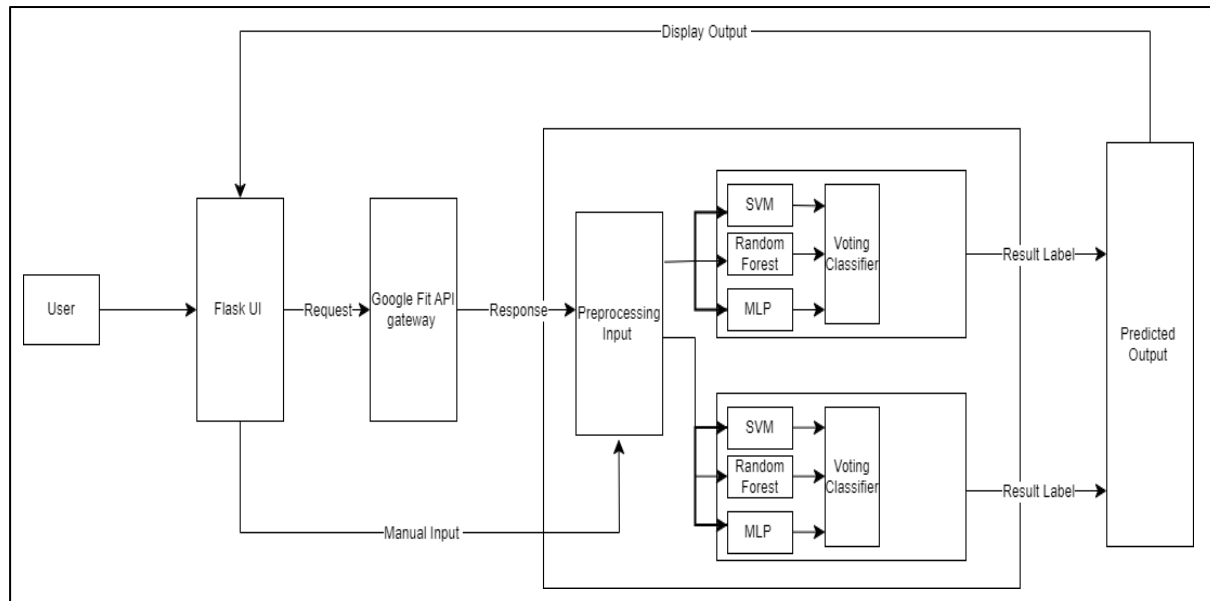 Display Output
User
Flask UI
Request
Google Fit API
gateway
Response
Preprocessing
Input
Manual Input
SVM
Random
Forest
MLP
Voting
Classifier
Result Label
SVM
Random
Forest
MLP
Voting
Classifier
Result Label
Predicted
Output